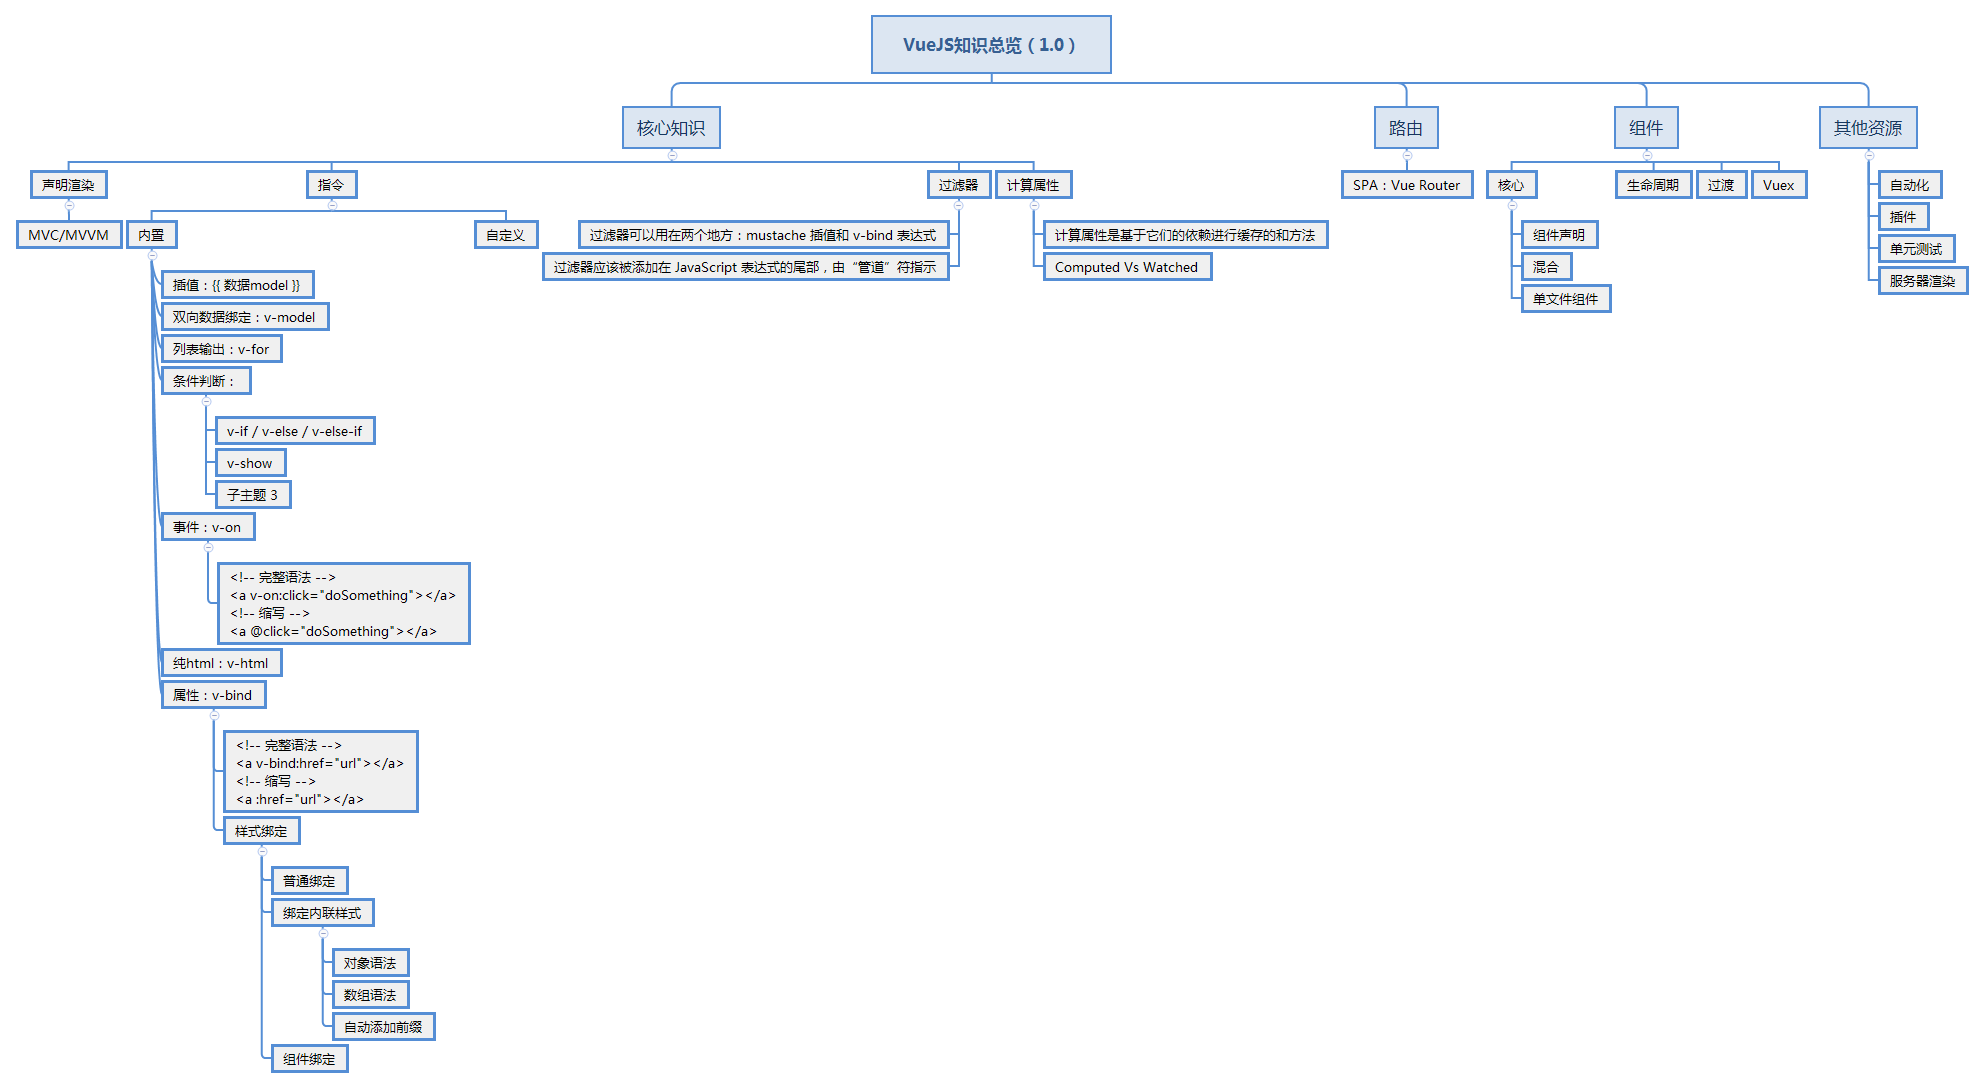 VueJS知识总览（1.0）
核心知识
路由
组件
其他资源
声明渲染
指令
过滤器
计算属性
SPA：Vue Router
核心
生命周期
过渡
Vuex
自动化
插件
单元测试
服务器渲染
MVC/MVVM
内置
自定义
过滤器可以用在两个地方：mustache 插值和 v-bind 表达式
过滤器应该被添加在 JavaScript 表达式的尾部，由“管道”符指示
计算属性是基于它们的依赖进行缓存的和方法
Computed Vs Watched
组件声明
混合
单文件组件
插值：{{ 数据model }}
双向数据绑定：v-model
列表输出：v-for
条件判断：
v-if / v-else / v-else-if
v-show
子主题 3
事件：v-on
<!-- 完整语法 -->
<a v-on:click="doSomething"></a>
<!-- 缩写 -->
<a @click="doSomething"></a>
纯html：v-html
属性：v-bind
<!-- 完整语法 -->
<a v-bind:href="url"></a>
<!-- 缩写 -->
<a :href="url"></a>
样式绑定
普通绑定
绑定内联样式
对象语法
数组语法
自动添加前缀
组件绑定